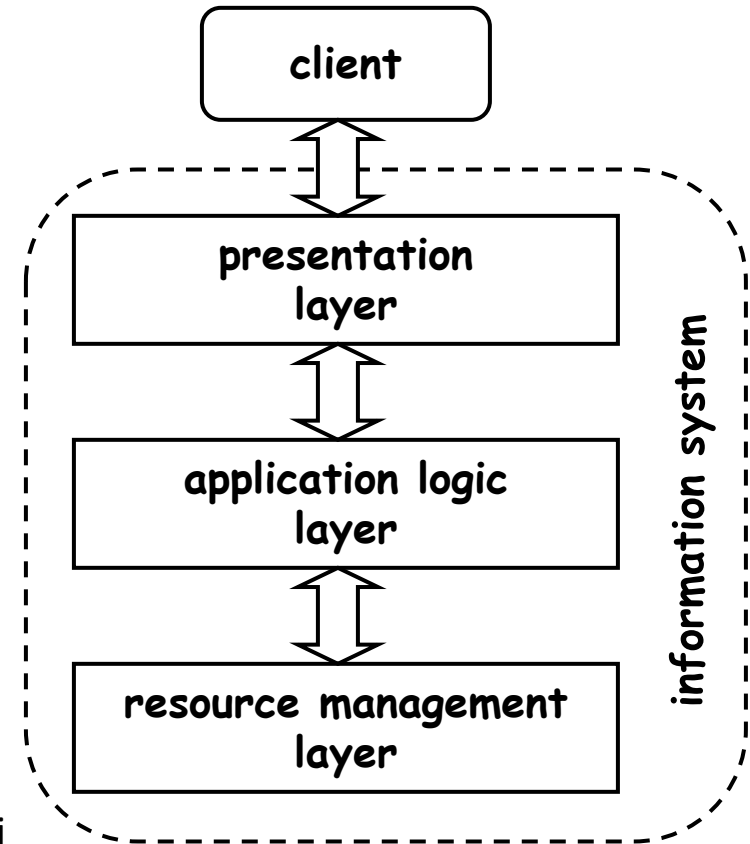 client
presentation
layer
application logic
layer
information system
resource management
layer
i